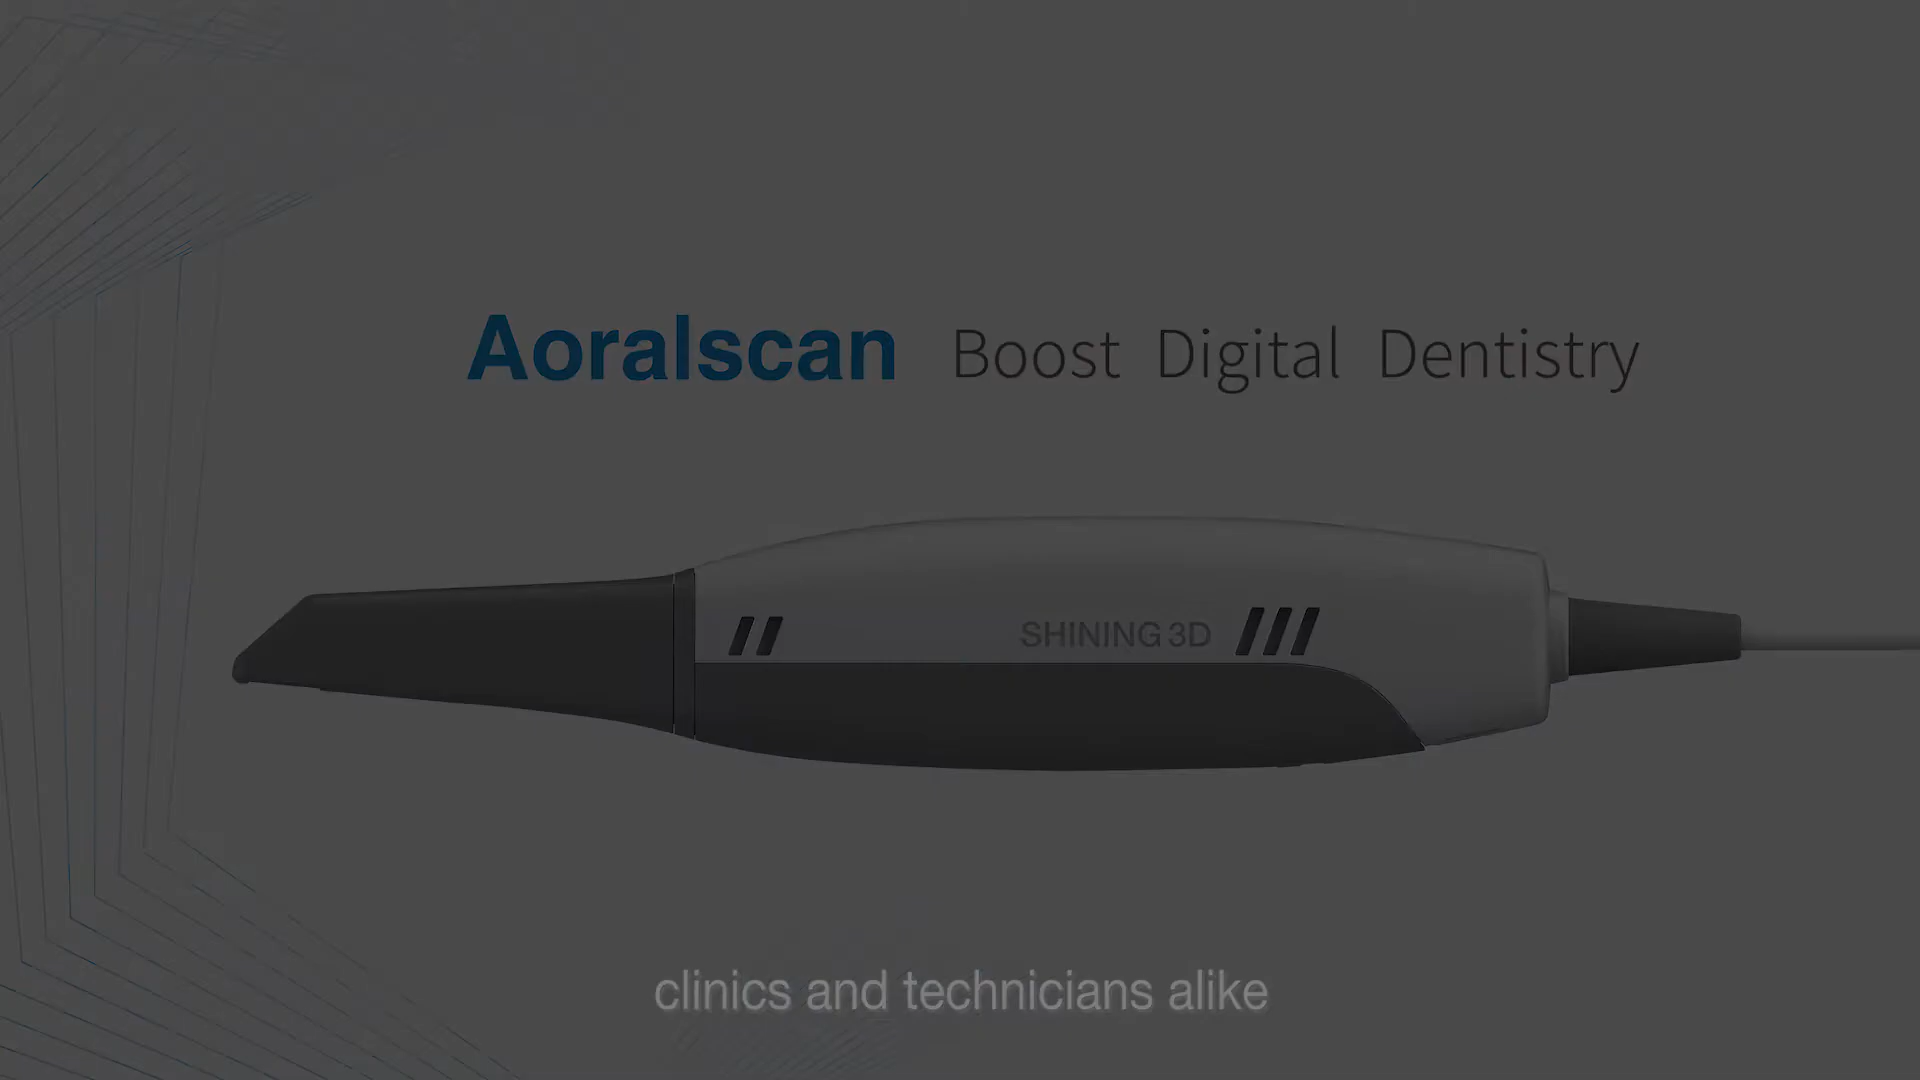 Aoralscan Boost Digital Dentistry
SHINING 3D
clinics and technicians alike